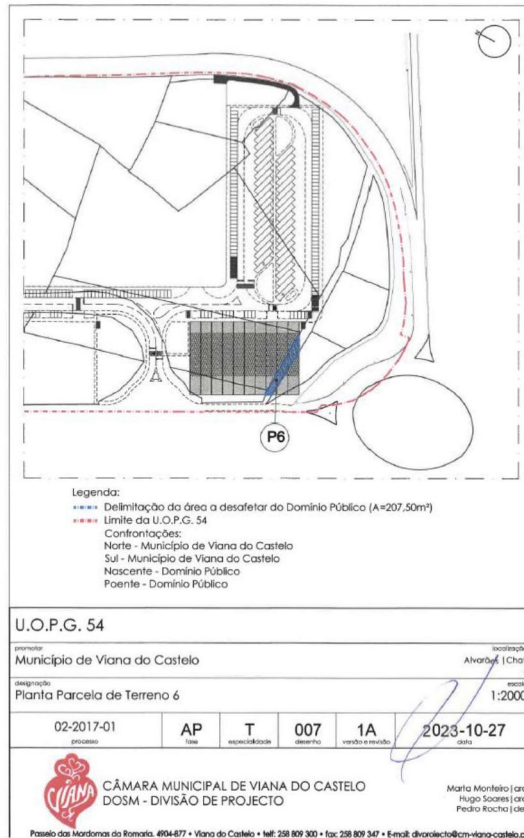 N
P6
Legenda:
Delimitação da área a desafetar do Domínio Público (A=207,50m²)
Limite da U.O.P.G. 54
Confrontações:
Norte - Município de Viana do Castelo
Sul - Município de Viana do Castelo
Nascente - Domínio Público
Poente - Domínio Público
U.O.P.G. 54
promotor
localização
Município de Viana do Castelo
Alvarães | Cha
designação
escala
Planta Parcela de Terreno 6
1:2000
02-2017-01 AP T 007 1A 2023-10-27
processo fase especialidade desenho versão e revisão data
VIANA
CÂMARA MUNICIPAL DE VIANA DO CASTELO
DOSM - DIVISÃO DE PROJECTO
Marta Monteiro | arq
Hugo Soares | arq
Pedro Rocha | de
Passeio das Mordomas da Romaria, 4904-877 • Viana do Castelo • telf: 258 809 300 • fax: 258 809 347 • E-mail: divprojecto@cm-viana-castelo.p